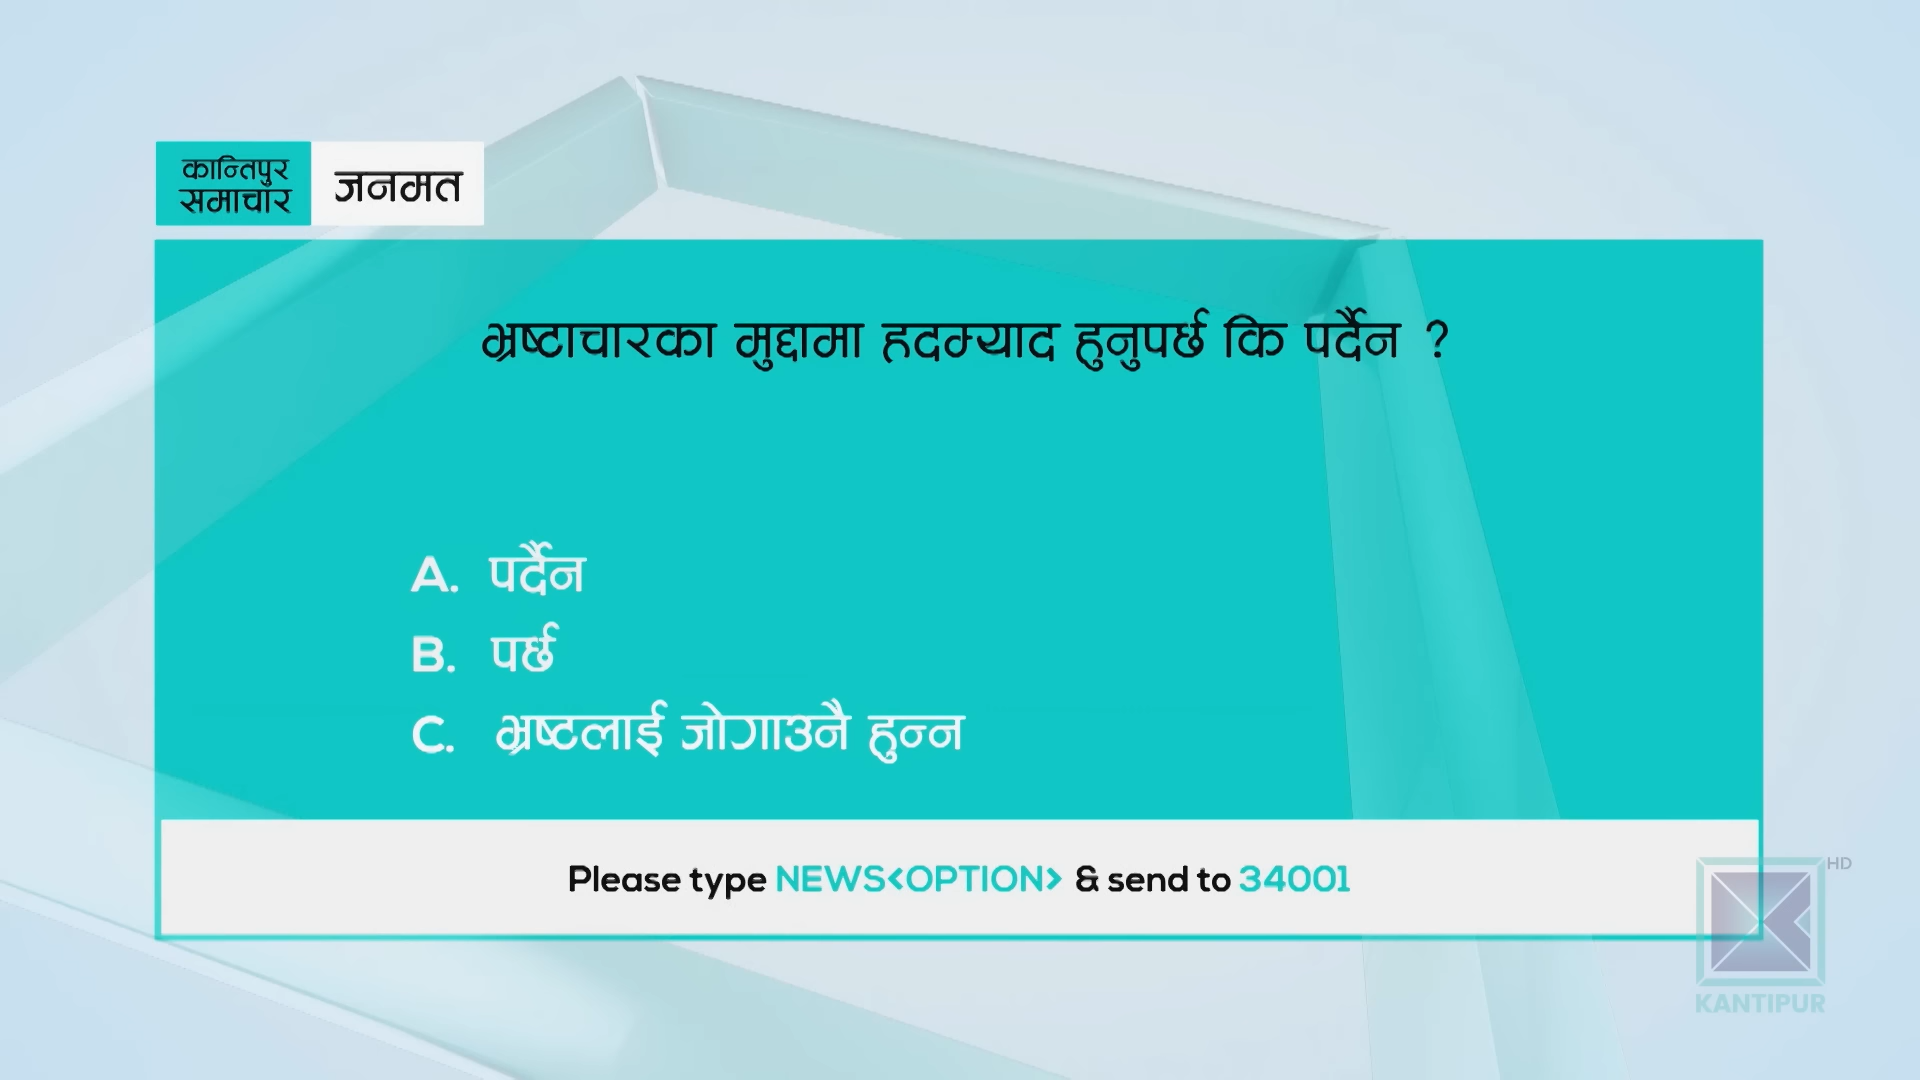 कान्तिपुर
समाचार
जनमत
भ्रष्टाचारका मुद्दामा हदम्याद हुनुपर्छ कि पर्दैन ?
A. पर्दैन
B. पर्छ
C. भ्रष्टलाई जोगाउनै हुन्न
Please type NEWS<OPTION> & send to 34001
HD
KANTIPUR